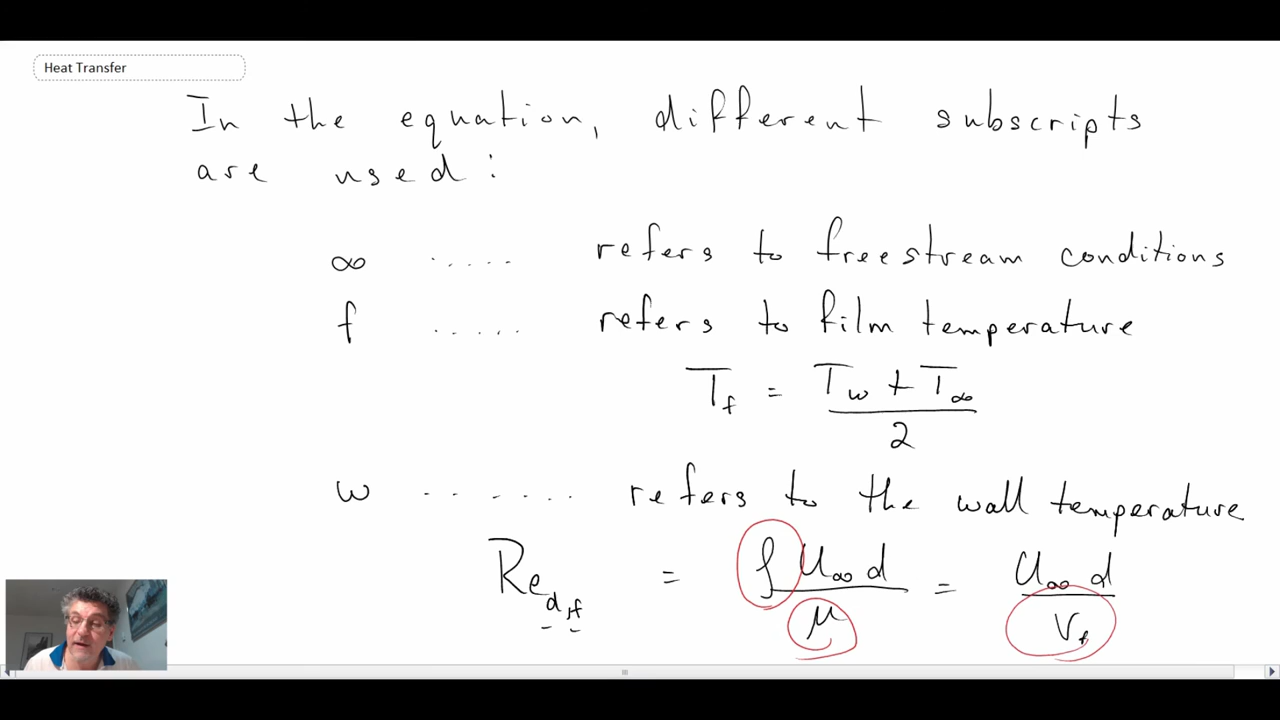 Heat Transfer
In the equation, different subscripts
are used:
∞ ..... refers to freestream conditions
f ..... refers to film temperature
T_f = (T_w + T_∞) / 2
w ...... refers to the wall temperature
Re_d,f = ρ u_∞ d / μ = u_∞ d / ν_f